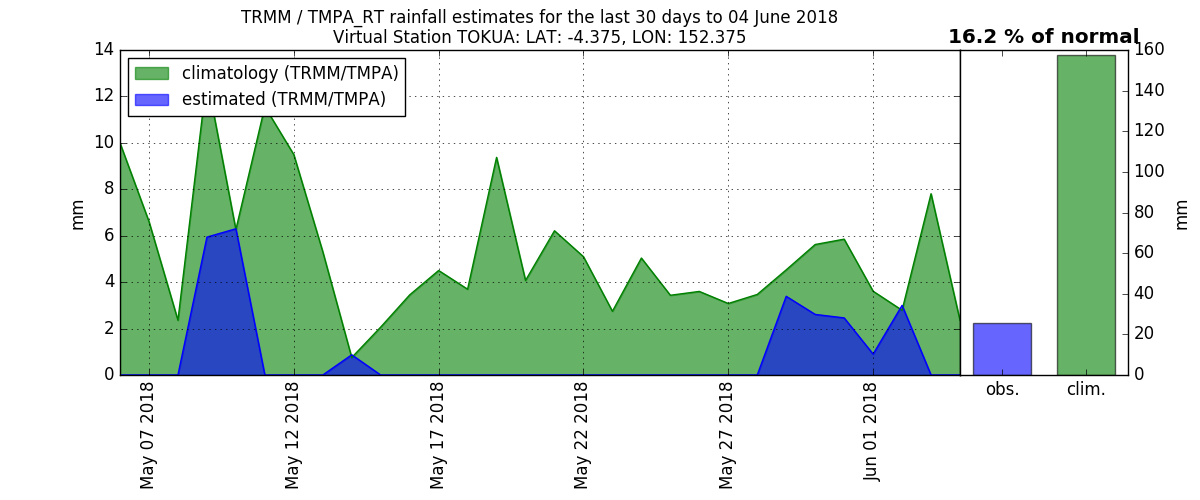 TRMM / TMPA_RT rainfall estimates for the last 30 days to 04 June 2018
Virtual Station TOKUA: LAT: -4.375, LON: 152.375
16.2 % of normal
climatology (TRMM/TMPA)
estimated (TRMM/TMPA)
14
12
10
8
6
4
2
0
mm
May 07 2018
May 12 2018
May 17 2018
May 22 2018
May 27 2018
Jun 01 2018
160
140
120
100
80
60
40
20
0
mm
obs.
clim.